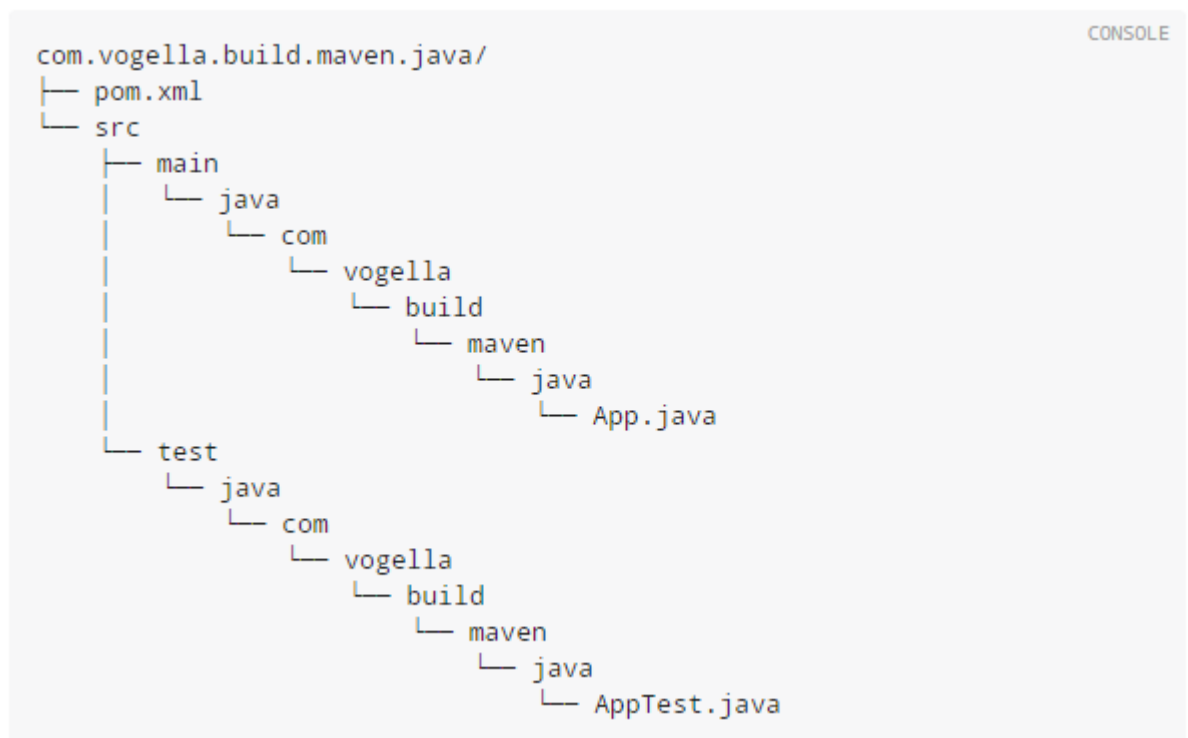 CONSOLE
com.vogella.build.maven.java/
├── pom.xml
└── src
    ├── main
    │   └── java
    │       └── com
    │           └── vogella
    │               └── build
    │                   └── maven
    │                       └── java
    │                           └── App.java
    └── test
        └── java
            └── com
                └── vogella
                    └── build
                        └── maven
                            └── java
                                └── AppTest.java